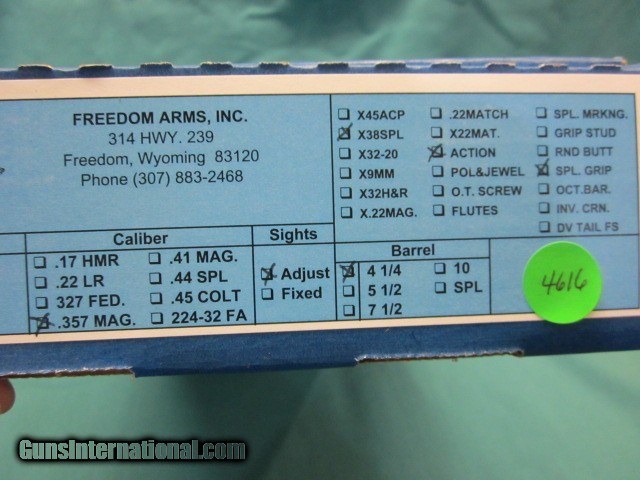 FREEDOM ARMS, INC.
314 HWY. 239
Freedom, Wyoming 83120
Phone (307) 883-2468
X45ACP
X38SPL
X32-20
X9MM
X32H&R
X.22MAG.
.22MATCH
X22MAT.
ACTION
POL&JEWEL
O.T. SCREW
FLUTES
SPL. MRKNG.
GRIP STUD
RND BUTT
SPL. GRIP
OCT.BAR.
INV. CRN.
DV TAIL FS
Caliber
.17 HMR
.22 LR
327 FED.
.357 MAG.
.41 MAG.
.44 SPL
.45 COLT
224-32 FA
Sights
Adjust
Fixed
Barrel
4 1/4
5 1/2
7 1/2
10
SPL
4616
GunsInternational.com